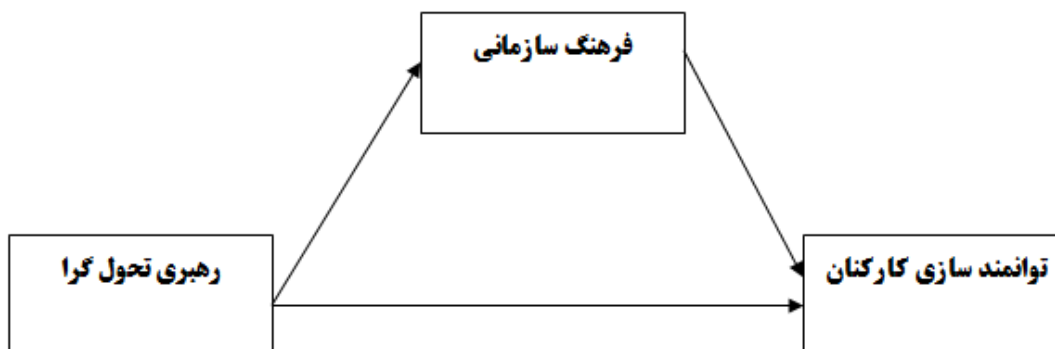 فرهنگ سازمانی
رهبری تحول گرا
توانمند سازی کارکنان